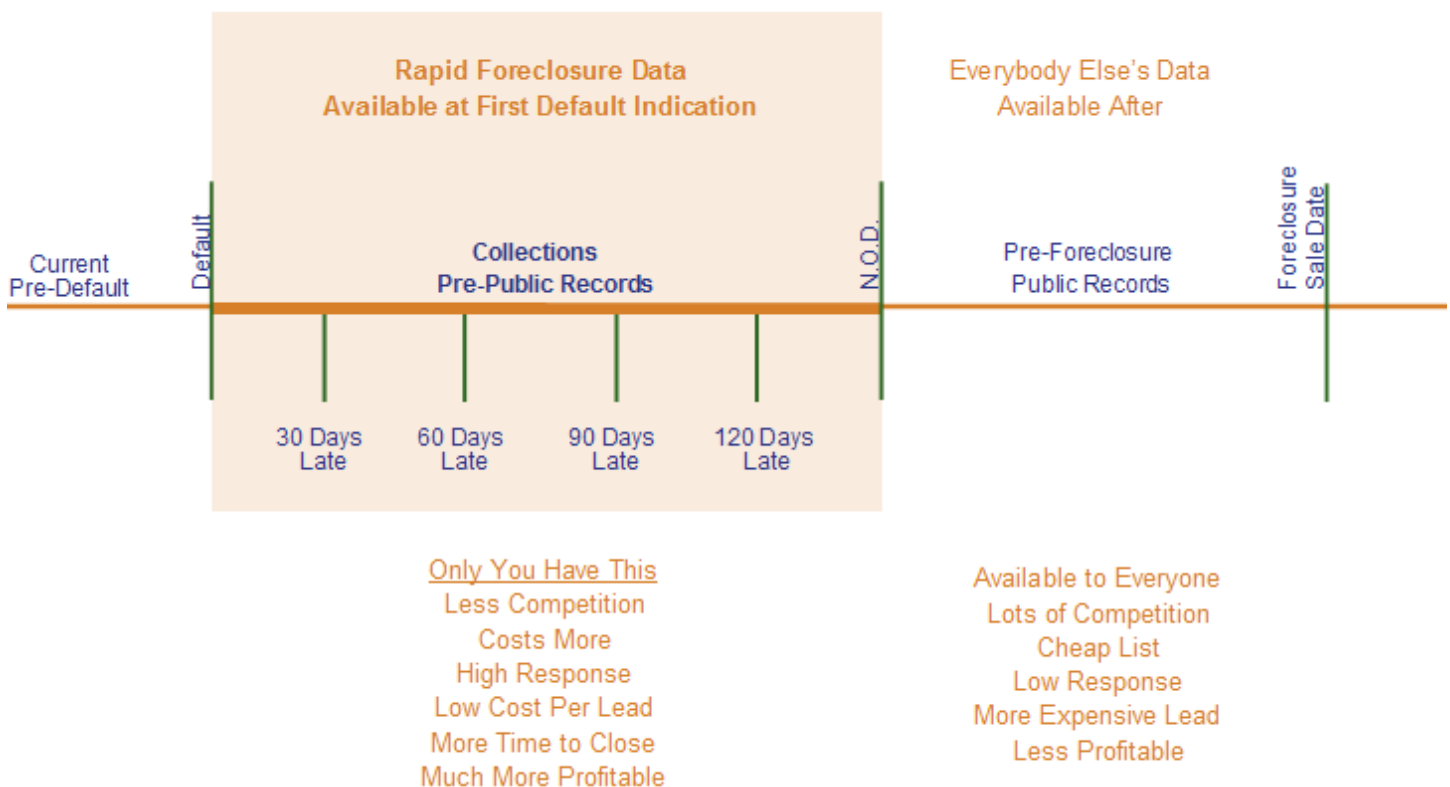 Rapid Foreclosure Data
Available at First Default Indication
Everybody Else's Data
Available After
Current
Pre-Default
Default
Collections
Pre-Public Records
N.O.D.
Pre-Foreclosure
Public Records
Foreclosure
Sale Date
30 Days
Late
60 Days
Late
90 Days
Late
120 Days
Late
Only You Have This
Less Competition
Costs More
High Response
Low Cost Per Lead
More Time to Close
Much More Profitable
Available to Everyone
Lots of Competition
Cheap List
Low Response
More Expensive Lead
Less Profitable